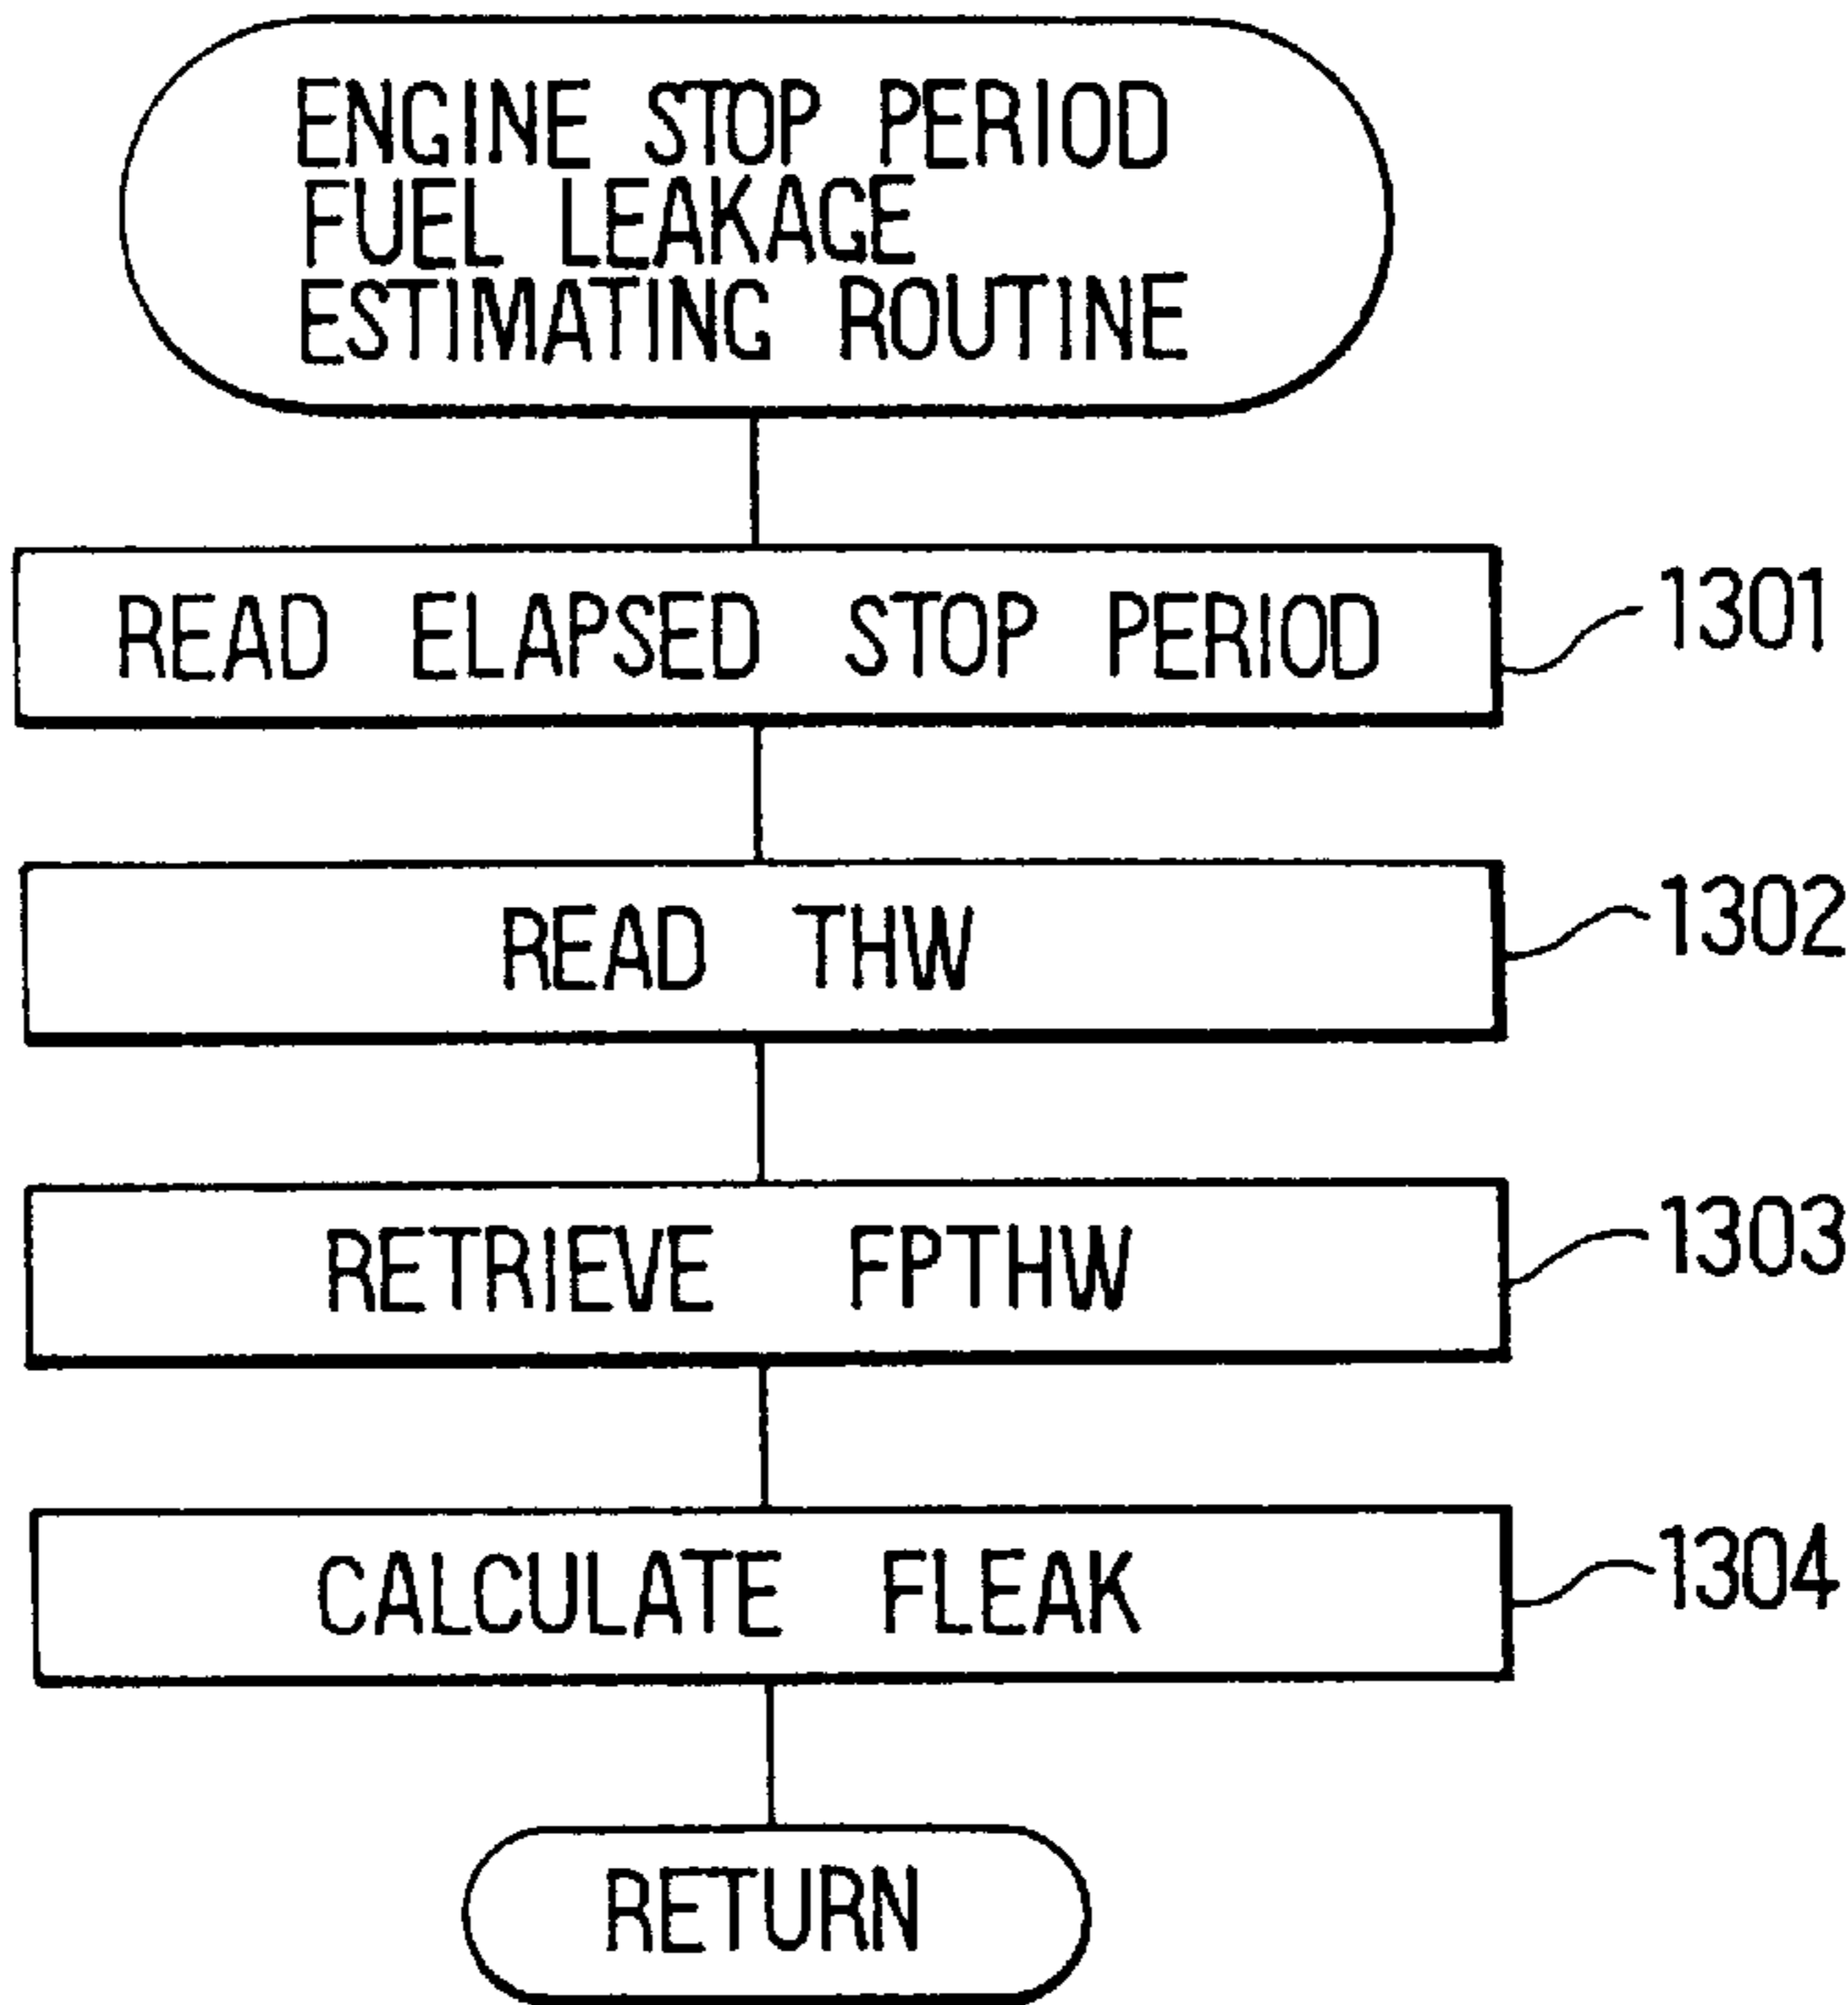 ENGINE STOP PERIOD
FUEL LEAKAGE
ESTIMATING ROUTINE
READ ELAPSED STOP PERIOD
1301
READ THW
1302
RETRIEVE FPTHW
1303
CALCULATE FLEAK
1304
RETURN